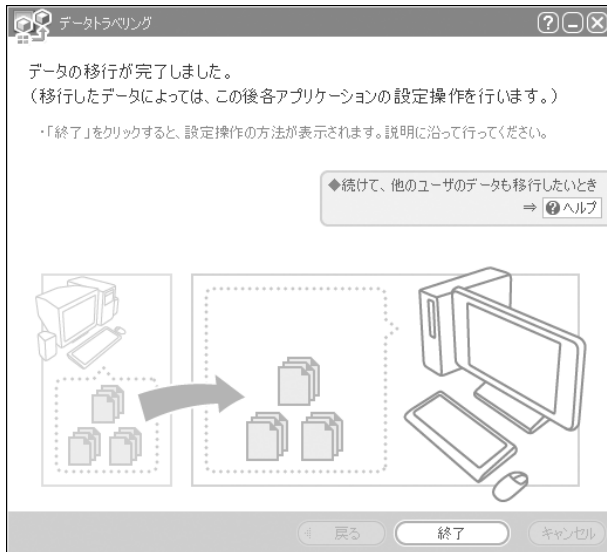 データトラベリング
データの移行が完了しました。
(移行したデータによっては、この後各アプリケーションの設定操作を行います。)
・「終了」をクリックすると、設定操作の方法が表示されます。説明に沿って行ってください。
◆続けて、他のユーザのデータも移行したいとき
⇒ ?ヘルプ
戻る 終了 キャンセル